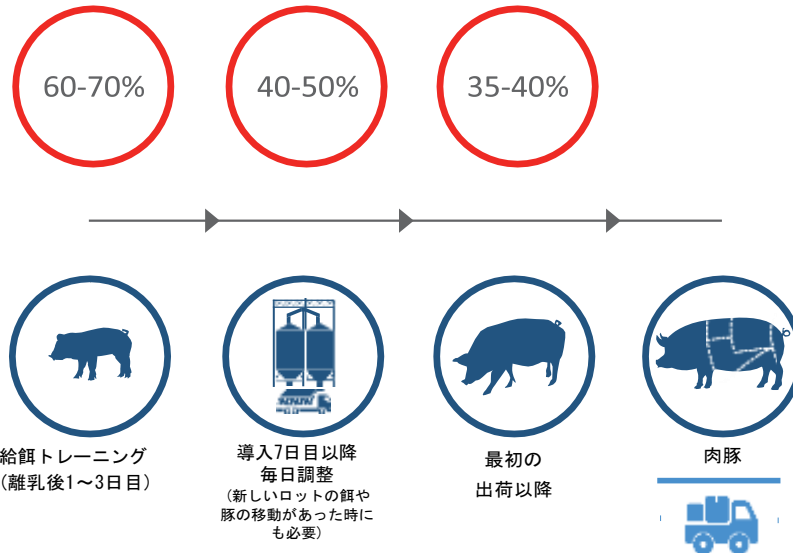 60-70%
40-50%
35-40%
給餌トレーニング
(離乳後1〜3日目)
導入7日目以降
毎日調整
(新しいロットの餌や
豚の移動があった時に
も必要)
最初の
出荷以降
肉豚